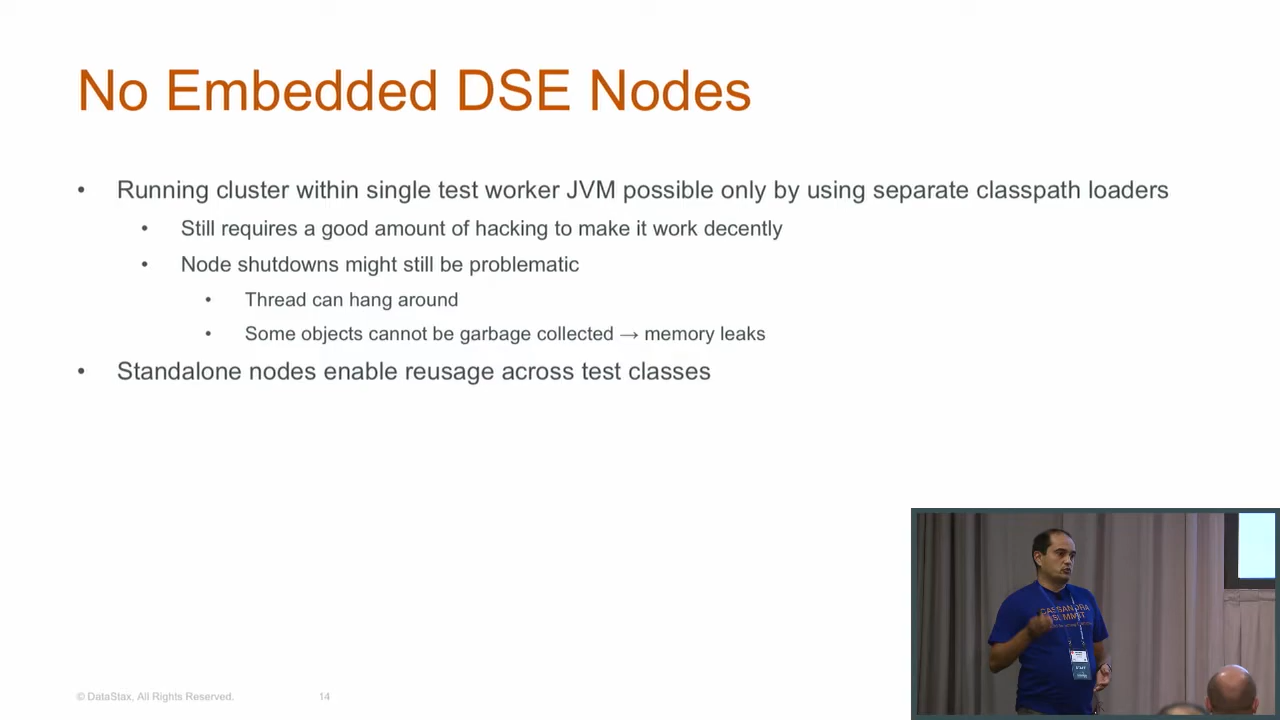 No Embedded DSE Nodes
• Running cluster within single test worker JVM possible only by using separate classpath loaders
• Still requires a good amount of hacking to make it work decently
• Node shutdowns might still be problematic
• Thread can hang around
• Some objects cannot be garbage collected → memory leaks
• Standalone nodes enable reusage across test classes
CASSANDRA
SUMMIT
© DataStax, All Rights Reserved.
14